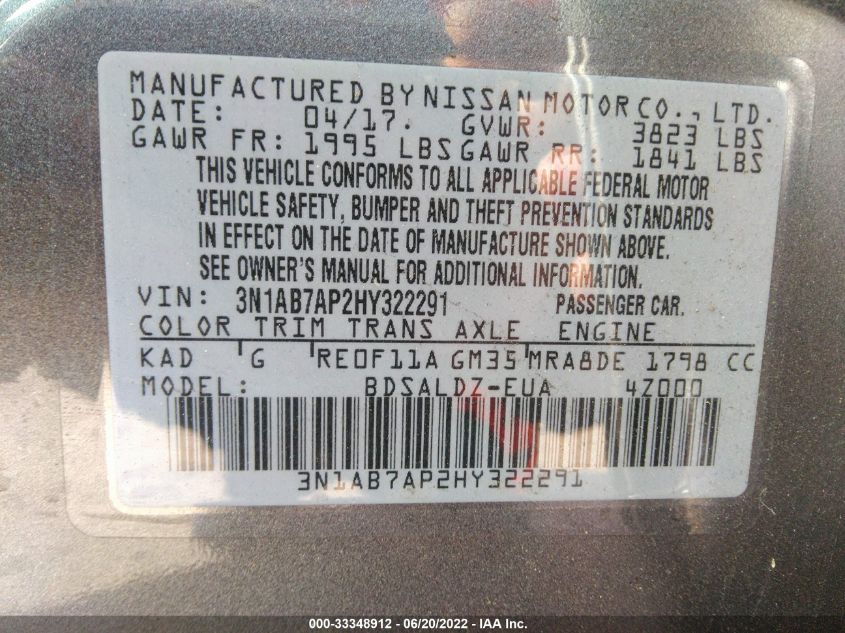 MANUFACTURED BY NISSAN MOTOR CO., LTD.
DATE: 04/17. GVWR: 3823 LBS
GAWR FR: 1995 LBS GAWR RR: 1841 LBS
THIS VEHICLE CONFORMS TO ALL APPLICABLE FEDERAL MOTOR
VEHICLE SAFETY, BUMPER AND THEFT PREVENTION STANDARDS
IN EFFECT ON THE DATE OF MANUFACTURE SHOWN ABOVE.
SEE OWNER'S MANUAL FOR ADDITIONAL INFORMATION.
VIN: 3N1AB7AP2HY322291 PASSENGER CAR.
COLOR TRIM TRANS AXLE ENGINE
KAD G RE0F11A GM35 MRA8DE 1798 CC
MODEL: BDSALDZ-EUA 4Z000
3N1AB7AP2HY322291
000-33348912 - 06/20/2022 - IAA Inc.